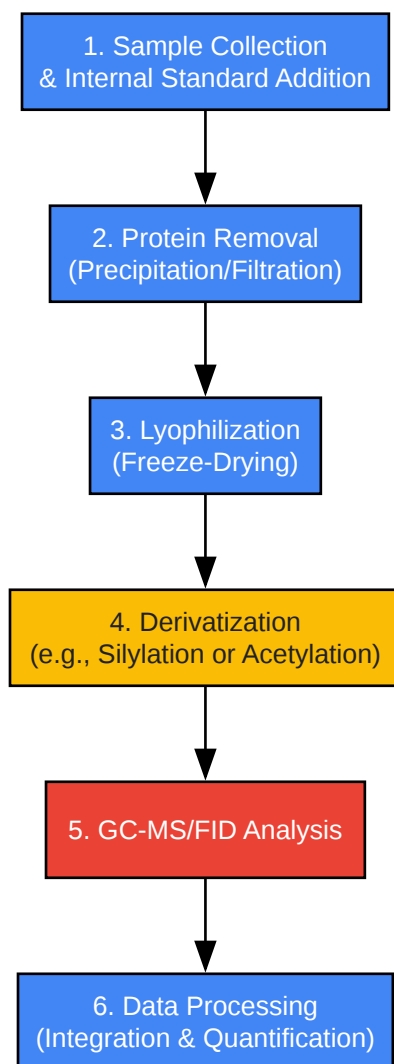 1. Sample Collection
& Internal Standard Addition
2. Protein Removal
(Precipitation/Filtration)
3. Lyophilization
(Freeze-Drying)
4. Derivatization
(e.g., Silylation or Acetylation)
5. GC-MS/FID Analysis
6. Data Processing
(Integration & Quantification)